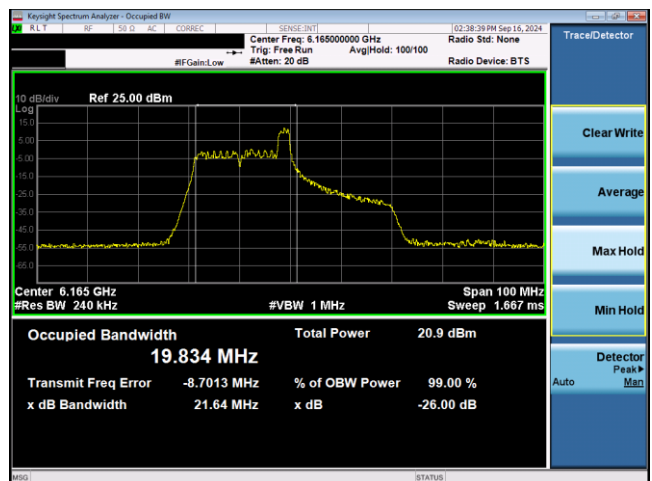 Keysight Spectrum Analyzer - Occupied BW
RLT RF 50 Ω AC CORREC SENSE:INT 02:38:39 PM Sep 16, 2024
Center Freq: 6.165000000 GHz Radio Std: None
Trig: Free Run Avg|Hold: 100/100
#IFGain:Low #Atten: 20 dB Radio Device: BTS
Trace/Detector
10 dB/div Ref 25.00 dBm
Log
15.0
5.00
-5.00
-15.0
-25.0
-35.0
-45.0
-55.0
-65.0
Center 6.165 GHz Span 100 MHz
#Res BW 240 kHz #VBW 1 MHz Sweep 1.667 ms
Occupied Bandwidth Total Power 20.9 dBm
19.834 MHz
Transmit Freq Error -8.7013 MHz % of OBW Power 99.00 %
x dB Bandwidth 21.64 MHz x dB -26.00 dB
Clear Write
Average
Max Hold
Min Hold
Detector
Peak▶
Auto Man
MSG STATUS